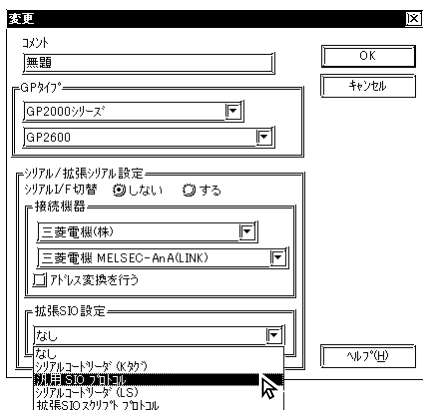 変更
コメント
無題
OK
キャンセル
GPタイプ
GP2000シリーズ
GP2600
シリアル/拡張シリアル設定
シリアルI/F切替 しない する
接続機器
三菱電機(株)
三菱電機 MELSEC-AnA(LINK)
アドレス変換を行う
拡張SIO設定
なし
なし
シリアルコードリーダ(Kタグ)
汎用SIOプロトコル
シリアルコードリーダ(LS)
拡張SIOスクリプトプロトコル
ヘルプ(H)